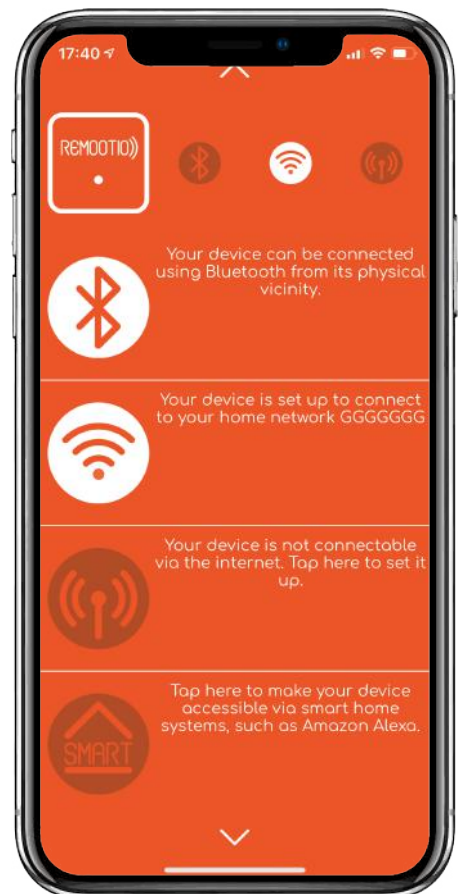 17:40
REMOOTIO
Your device can be connected
using Bluetooth from its physical
vicinity.
Your device is set up to connect
to your home network GGGGGGG
Your device is not connectable
via the internet. Tap here to set it
up.
Tap here to make your device
accessible via smart home
systems, such as Amazon Alexa.
SMART